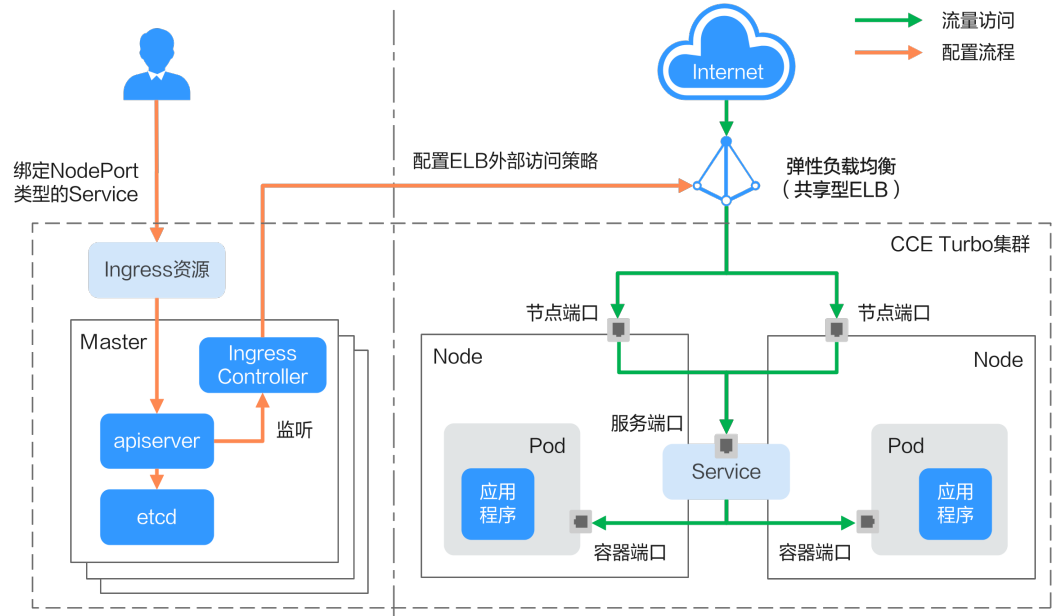 流量访问
配置流程
Internet
绑定NodePort
类型的Service
配置ELB外部访问策略
弹性负载均衡
（共享型ELB）
CCE Turbo集群
Ingress资源
节点端口
节点端口
Master
Ingress
Controller
Node
Node
apiserver
监听
服务端口
Pod
Pod
Service
应用
程序
应用
程序
etcd
容器端口
容器端口